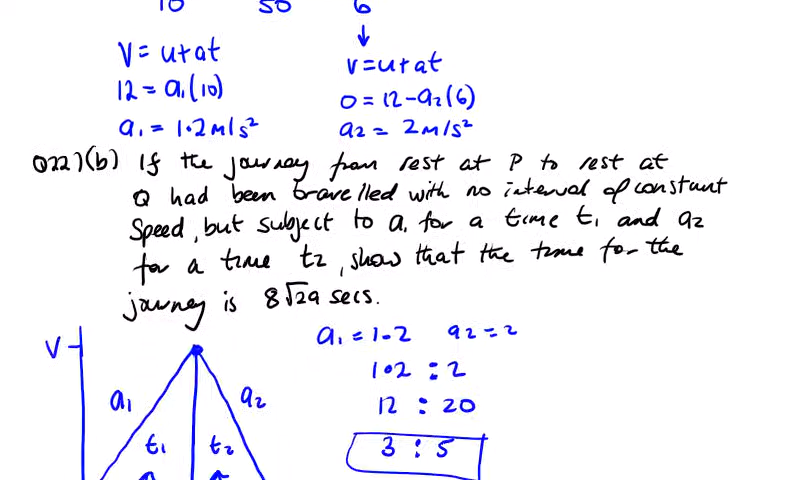 10 50 6
V = u+at
12 = a₁(10)
a₁ = 1.2m/s²
v=u+at
0 = 12-a₂(6)
a₂ = 2m/s²
Q22)(b) If the journey from rest at P to rest at
Q had been travelled with no interval of constant
Speed, but subject to a₁ for a time t₁ and a₂
for a time t₂, show that the time for the
journey is 8√29 secs.
a₁ = 1.2 a₂ = 2
1.2 : 2
12 : 20
3 : 5
V
a₁ a₂
t₁ t₂